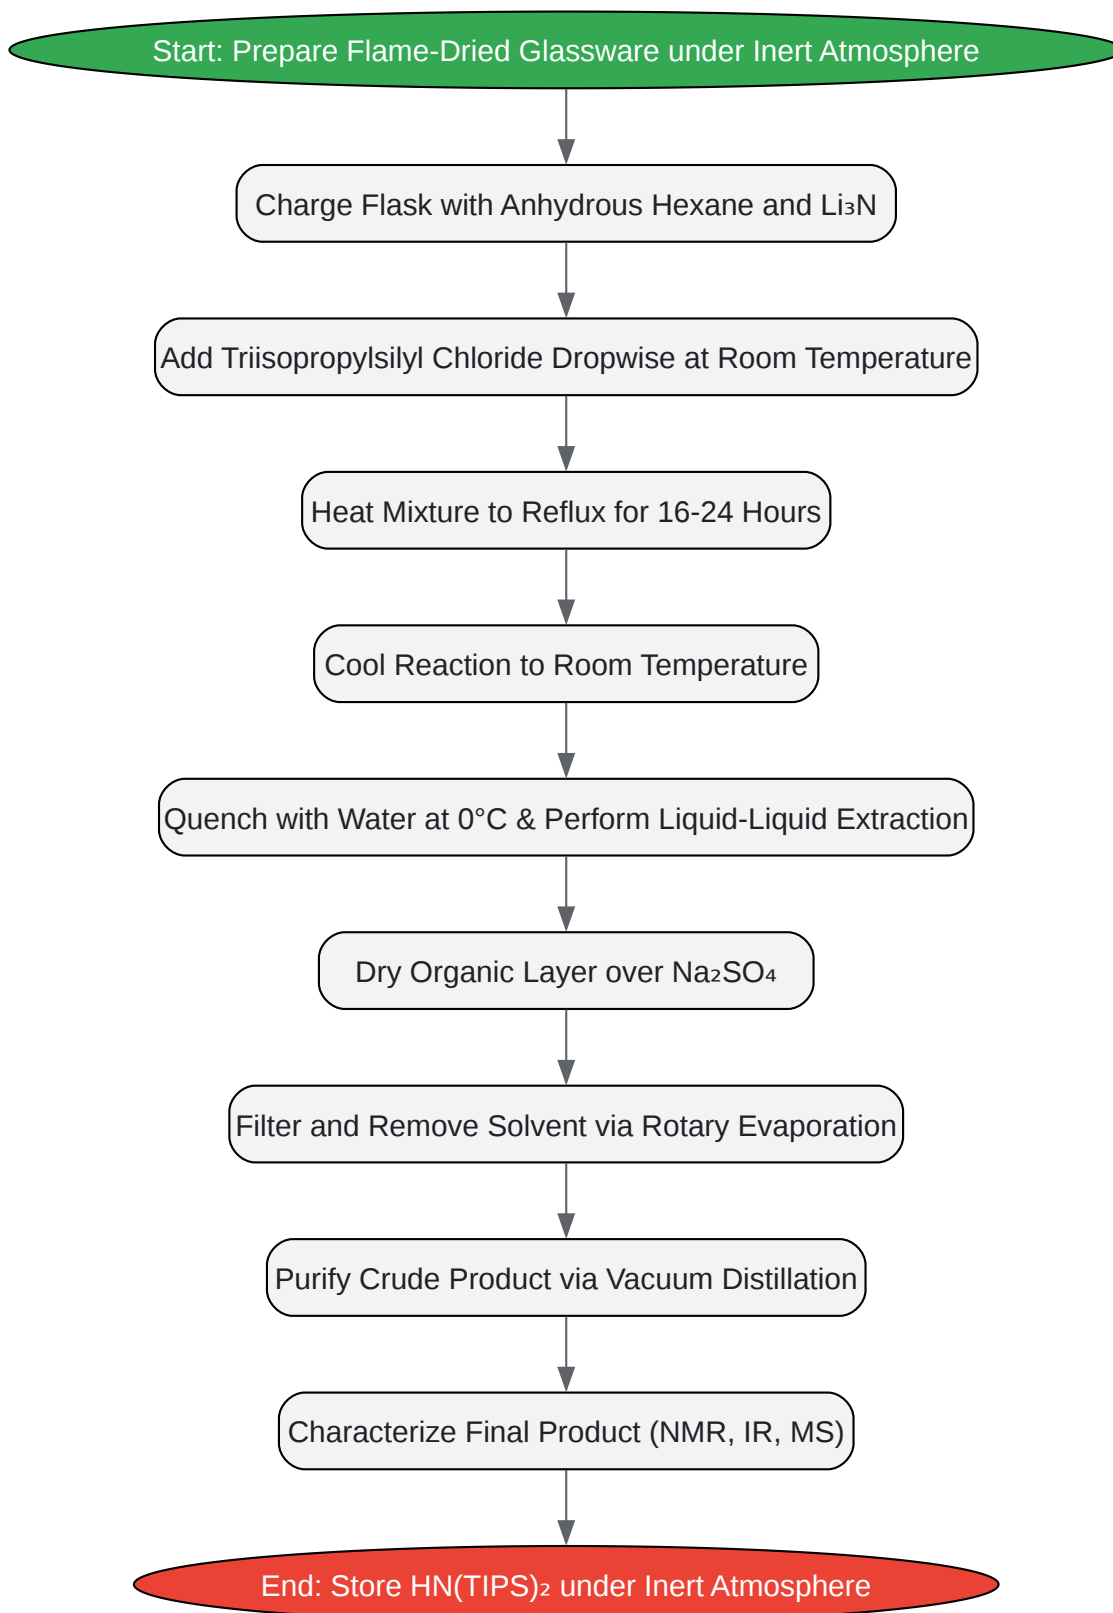 Start: Prepare Flame-Dried Glassware under Inert Atmosphere
Charge Flask with Anhydrous Hexane and Li₃N
Add Triisopropylsilyl Chloride Dropwise at Room Temperature
Heat Mixture to Reflux for 16-24 Hours
Cool Reaction to Room Temperature
Quench with Water at 0°C & Perform Liquid-Liquid Extraction
Dry Organic Layer over Na₂SO₄
Filter and Remove Solvent via Rotary Evaporation
Purify Crude Product via Vacuum Distillation
Characterize Final Product (NMR, IR, MS)
End: Store HN(TIPS)₂ under Inert Atmosphere